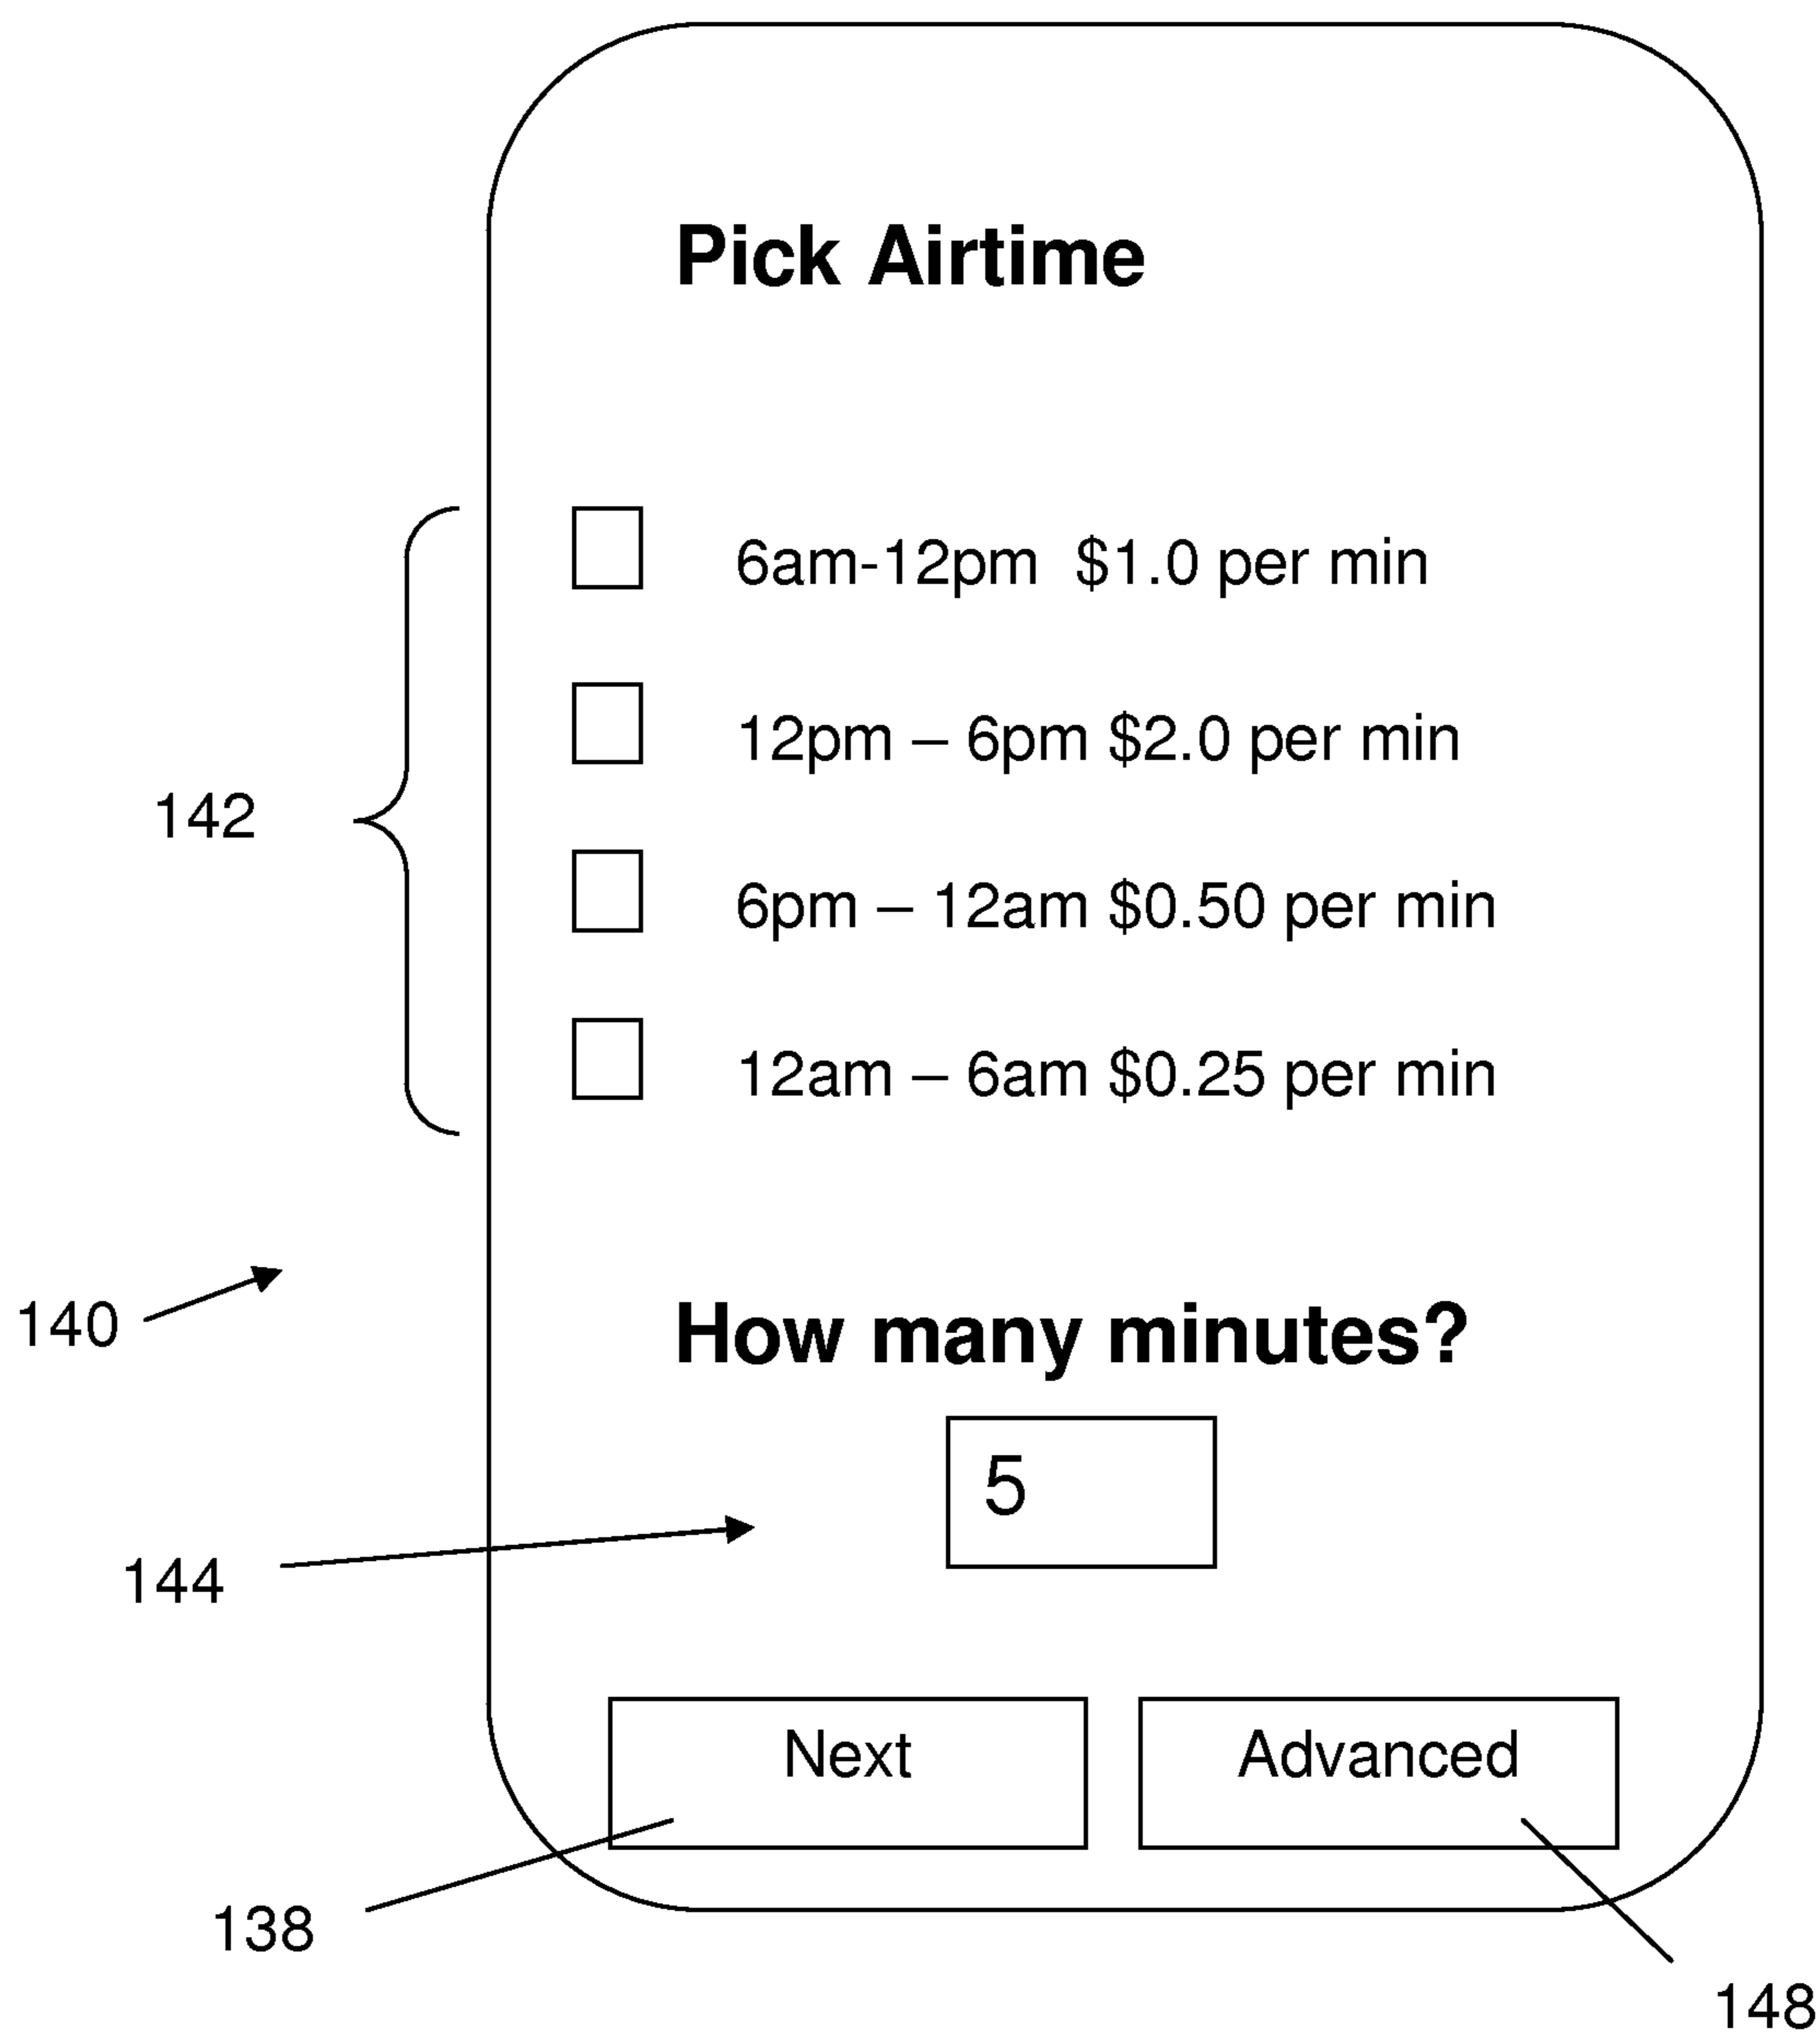 Pick Airtime
6am-12pm $1.0 per min
12pm – 6pm $2.0 per min
142
6pm – 12am $0.50 per min
12am – 6am $0.25 per min
140
How many minutes?
5
144
Next
Advanced
138
148